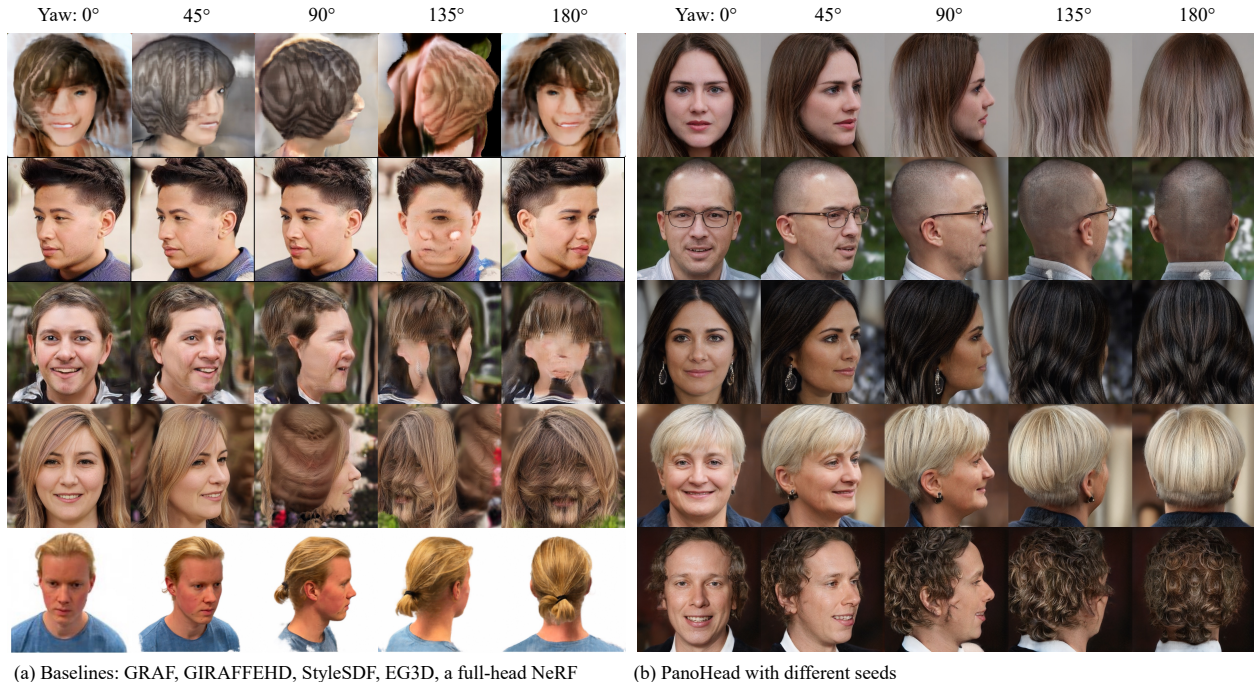 Yaw: 0° 45° 90° 135° 180° Yaw: 0° 45° 90° 135° 180°
(a) Baselines: GRAF, GIRAFFEHD, StyleSDF, EG3D, a full-head NeRF
(b) PanoHead with different seeds